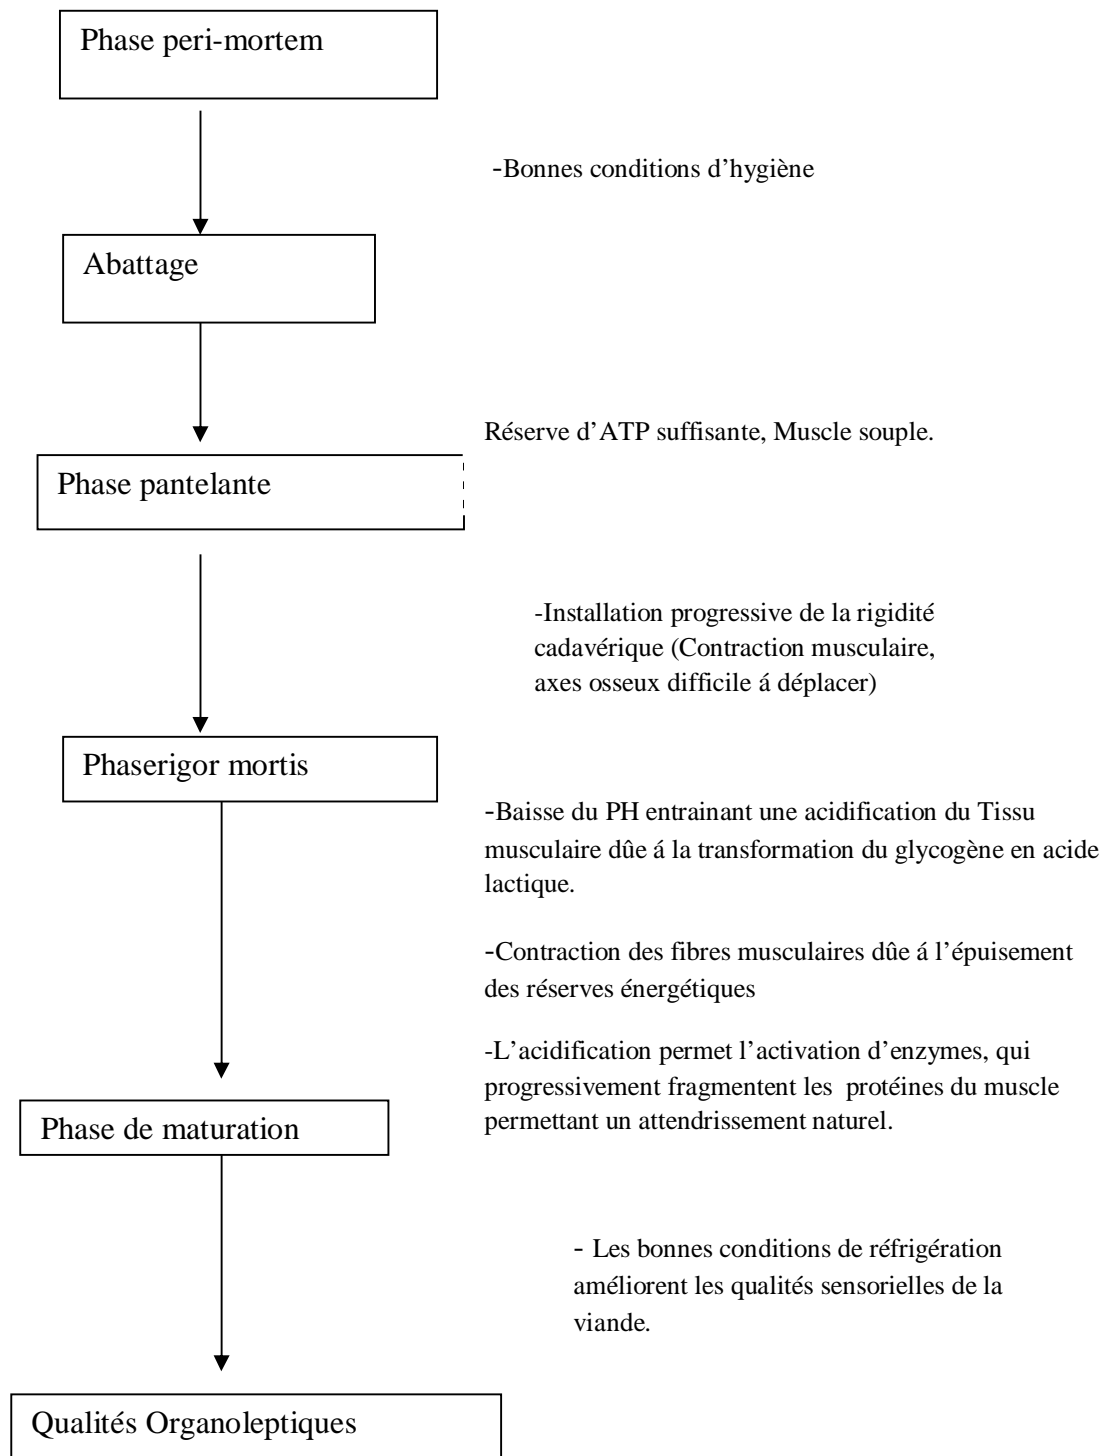 Phase peri-mortem
-Bonnes conditions d’hygiène
Abattage
Réserve d’ATP suffisante, Muscle souple.
Phase pantelante
-Installation progressive de la rigidité
cadavérique (Contraction musculaire,
axes osseux difficile á déplacer)
Phaserigor mortis
-Baisse du PH entrainant une acidification du Tissu
musculaire dûe á la transformation du glycogène en acide
lactique.
-Contraction des fibres musculaires dûe á l’épuisement
des réserves énergétiques
-L’acidification permet l’activation d’enzymes, qui
progressivement fragmentent les  protéines du muscle
permettant un attendrissement naturel.
Phase de maturation
- Les bonnes conditions de réfrigération
améliorent les qualités sensorielles de la
viande.
Qualités Organoleptiques